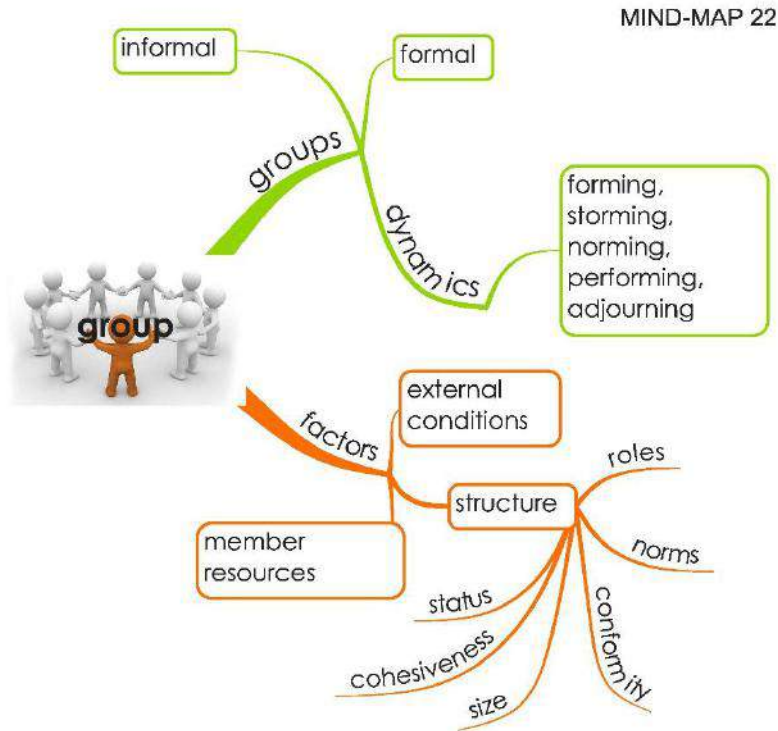 MIND-MAP 22
informal
formal
groups
dynamics
forming,
storming,
norming,
performing,
adjourning
group
factors
external
conditions
structure
member
resources
roles
norms
conformity
status
cohesiveness
size